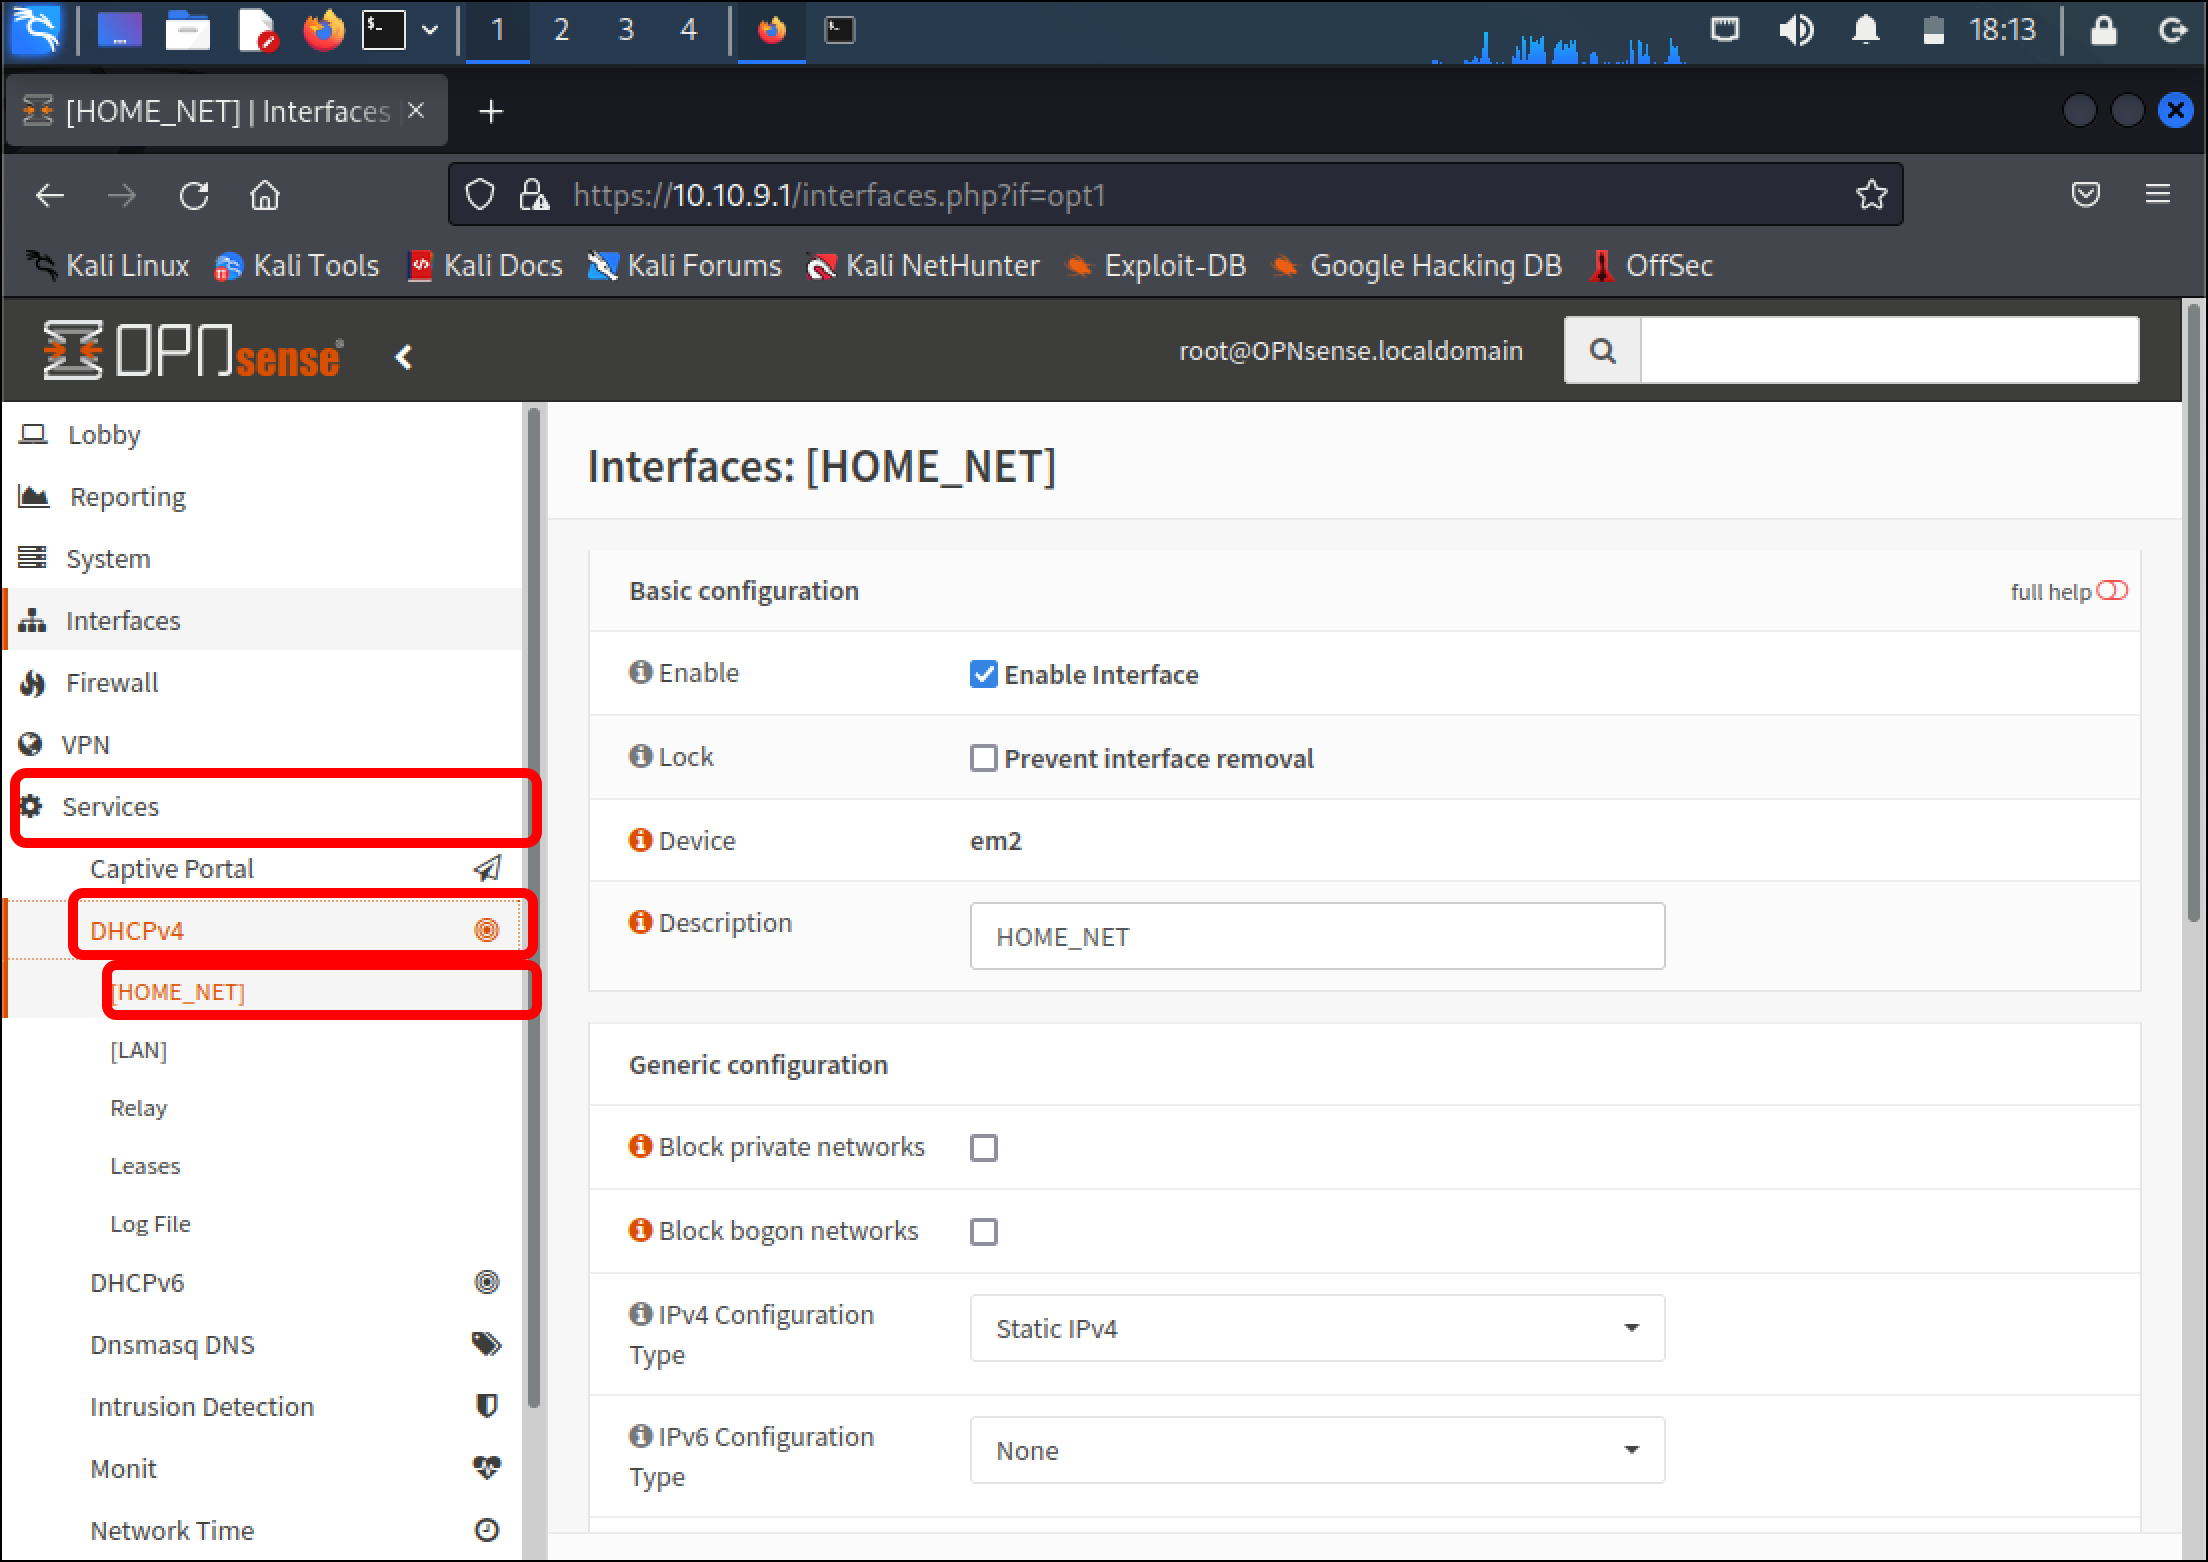 1 2 3 4 18:13
[HOME_NET] | Interfaces
https://10.10.9.1/interfaces.php?if=opt1
Kali Linux Kali Tools Kali Docs Kali Forums Kali NetHunter Exploit-DB Google Hacking DB OffSec
OPNsense root@OPNsense.localdomain
Lobby
Reporting
System
Interfaces
Firewall
VPN
Services
Captive Portal
DHCPv4
[HOME_NET]
[LAN]
Relay
Leases
Log File
DHCPv6
Dnsmasq DNS
Intrusion Detection
Monit
Network Time
Interfaces: [HOME_NET]
Basic configuration full help
Enable Enable Interface
Lock Prevent interface removal
Device em2
Description HOME_NET
Generic configuration
Block private networks
Block bogon networks
IPv4 Configuration
Type
Static IPv4
IPv6 Configuration
Type
None